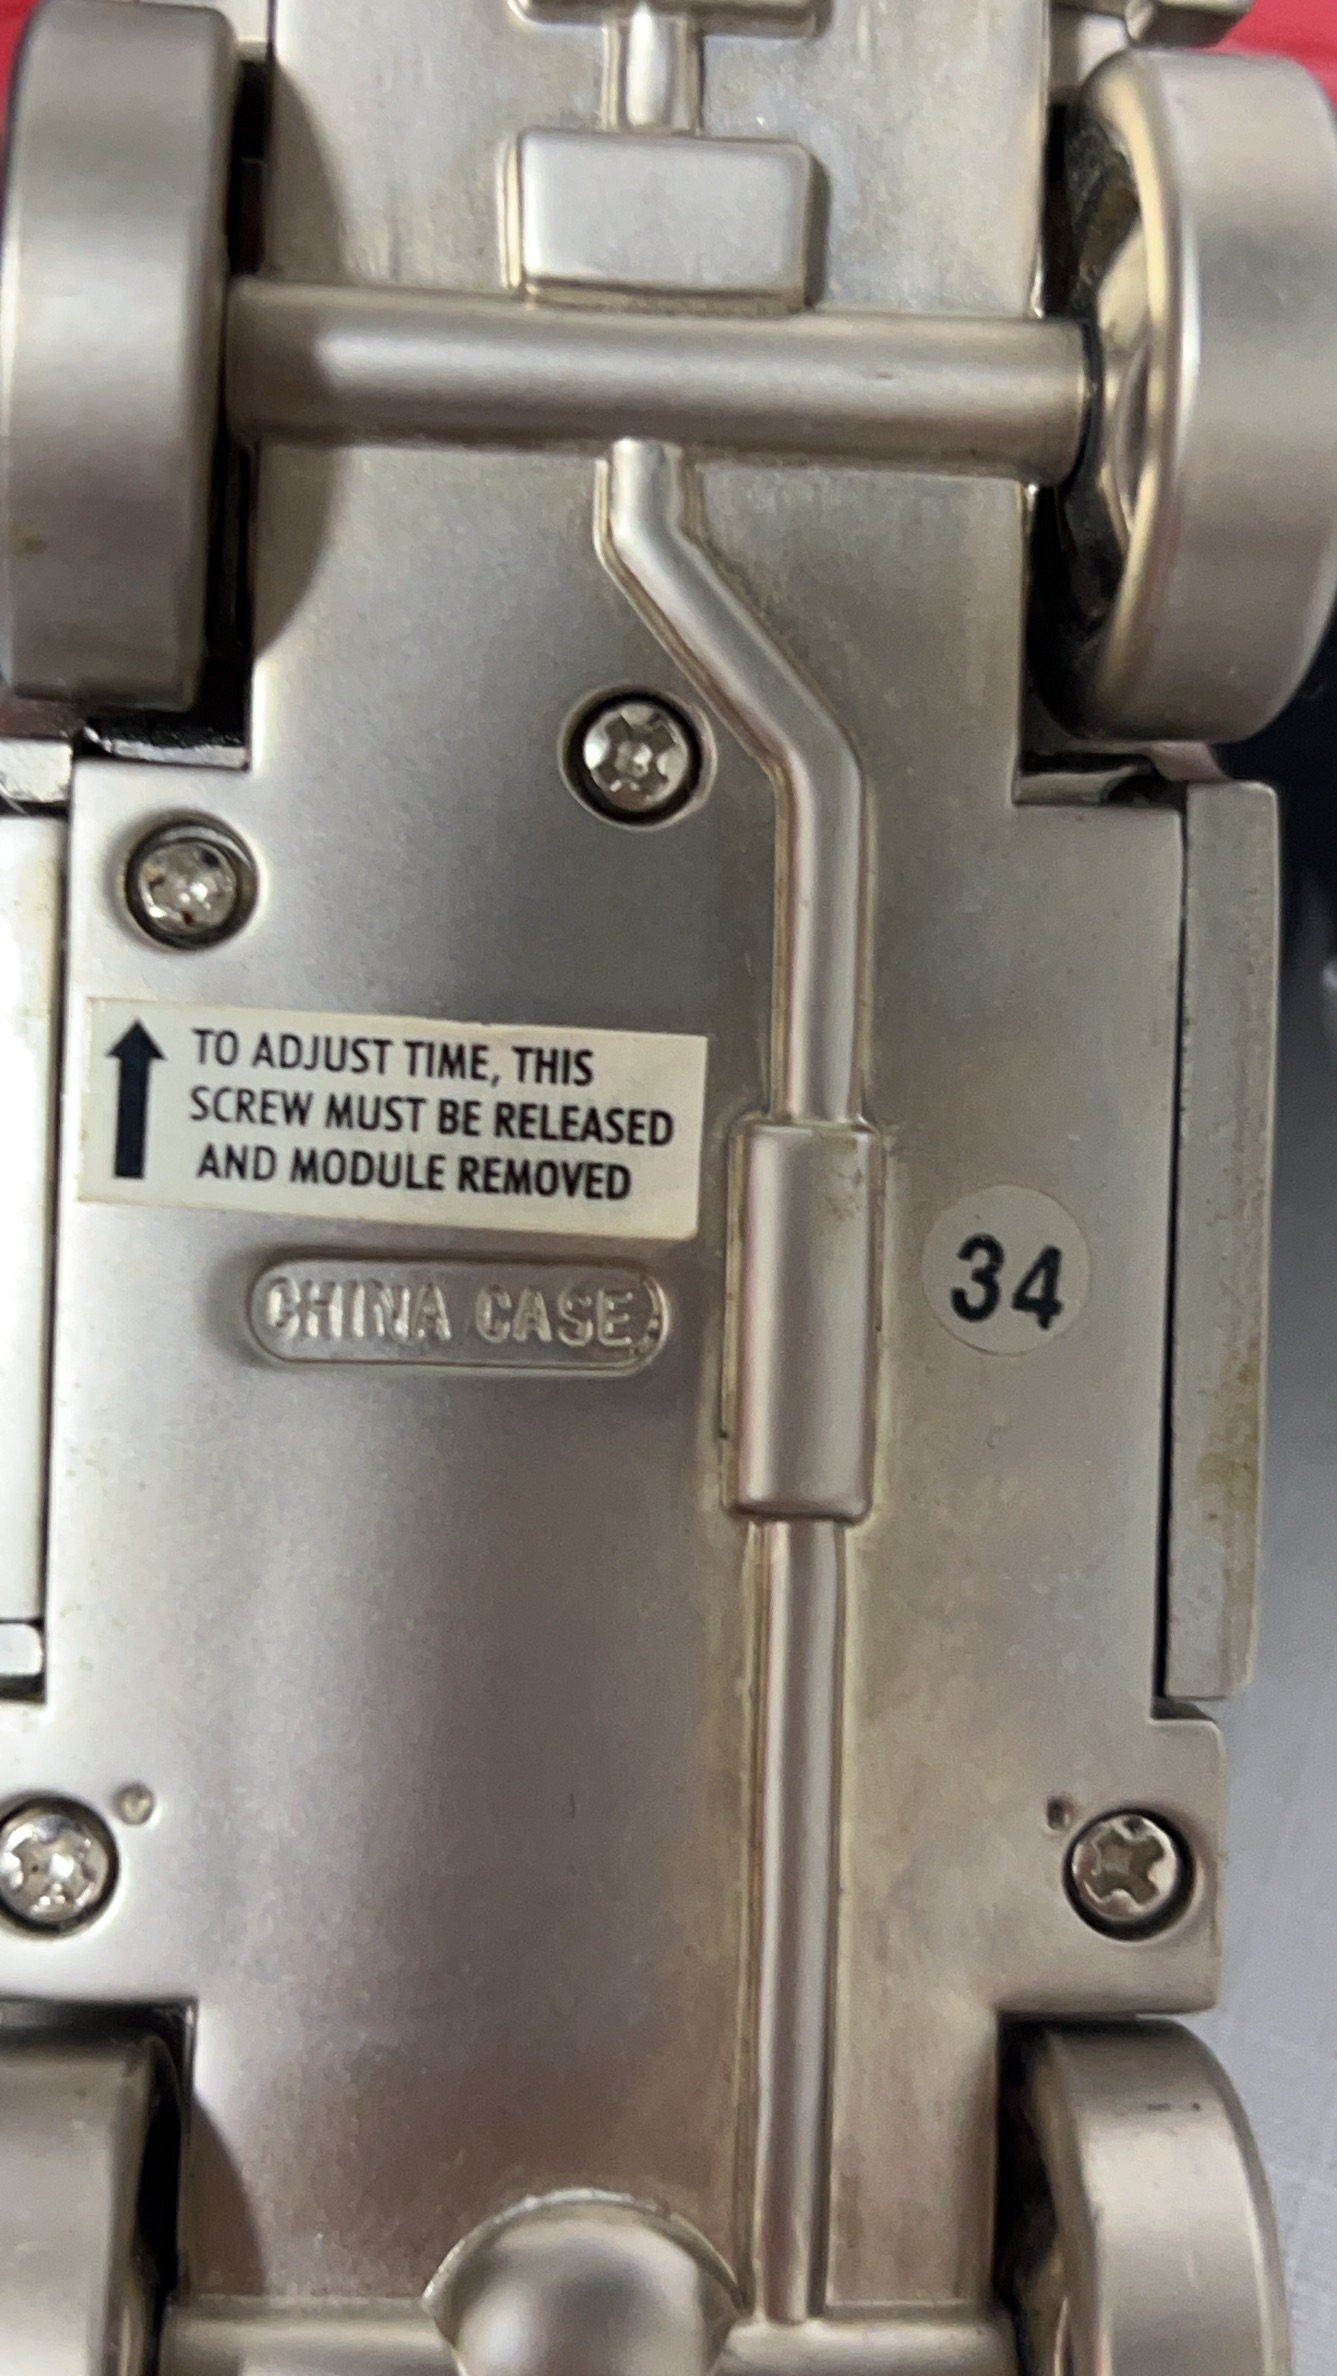 TO ADJUST TIME, THIS
SCREW MUST BE RELEASED
AND MODULE REMOVED
CHINA CASE
34